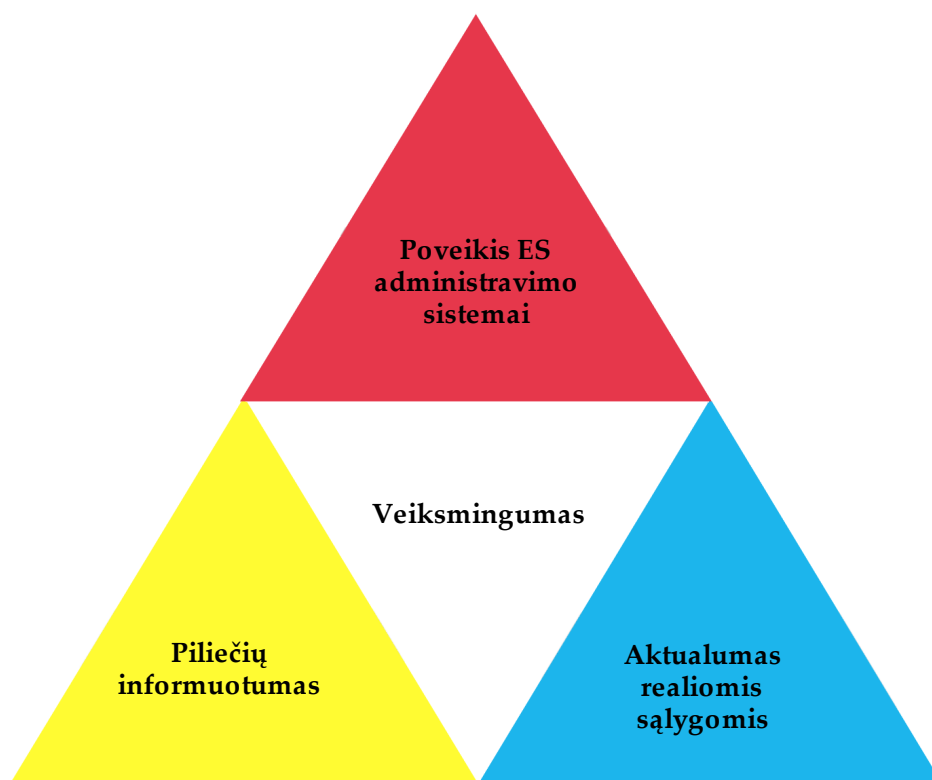 Poveikis ES
administravimo
sistemai
Veiksmingumas
Piliečių
informuotumas
Aktualumas
realiomis
sąlygomis